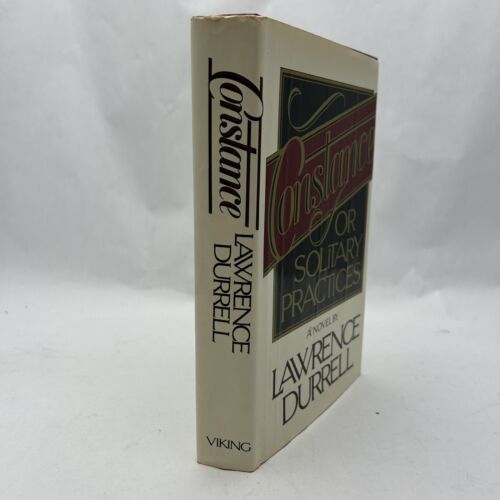 Constance
LAWRENCE
DURRELL
VIKING
Constance
OR
SOLITARY
PRACTICES
A NOVEL BY
LAWRENCE
DURRELL